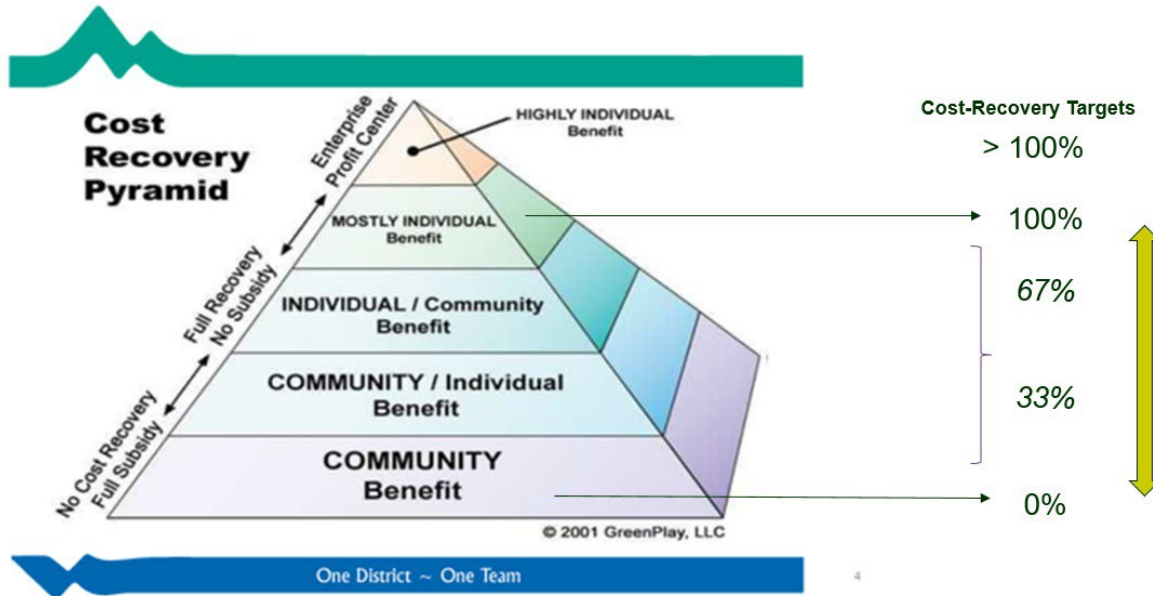 Cost
Recovery
Pyramid
Enterprise
Profit Center
Full Recovery
No Subsidy
No Cost Recovery
Full Subsidy
HIGHLY INDIVIDUAL
Benefit
MOSTLY INDIVIDUAL
Benefit
INDIVIDUAL / Community
Benefit
COMMUNITY / Individual
Benefit
COMMUNITY
Benefit
© 2001 GreenPlay, LLC
Cost-Recovery Targets
> 100%
100%
67%
33%
0%
One District ~ One Team
4